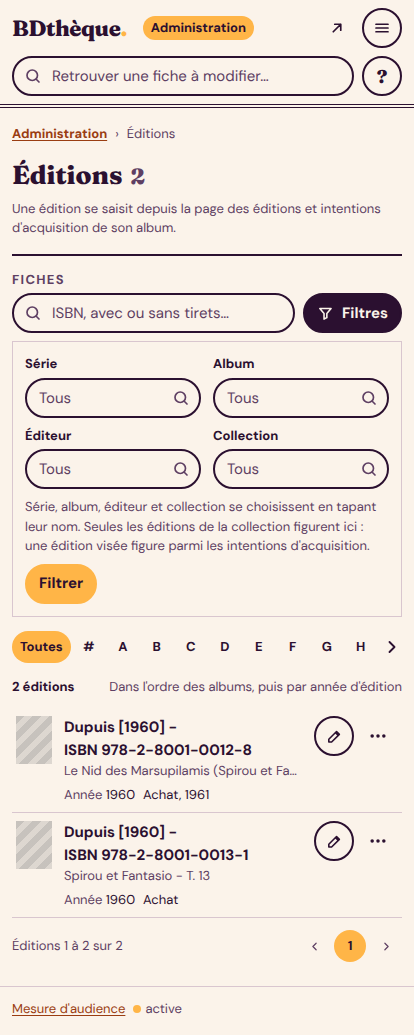 BDthèque. Administration
Retrouver une fiche à modifier... ?
Administration › Éditions
Éditions 2
Une édition se saisit depuis la page des éditions et intentions
d'acquisition de son album.
FICHES
ISBN, avec ou sans tirets... Filtres
Série Album
Tous Tous
Éditeur Collection
Tous Tous
Série, album, éditeur et collection se choisissent en tapant
leur nom. Seules les éditions de la collection figurent ici :
une édition visée figure parmi les intentions d'acquisition.
Filtrer
Toutes # A B C D E F G H
2 éditions Dans l'ordre des albums, puis par année d'édition
Dupuis [1960] –
ISBN 978-2-8001-0012-8
Le Nid des Marsupilamis (Spirou et Fa...
Année 1960 Achat, 1961
Dupuis [1960] –
ISBN 978-2-8001-0013-1
Spirou et Fantasio - T. 13
Année 1960 Achat
Éditions 1 à 2 sur 2 ‹ 1 ›
Mesure d'audience active